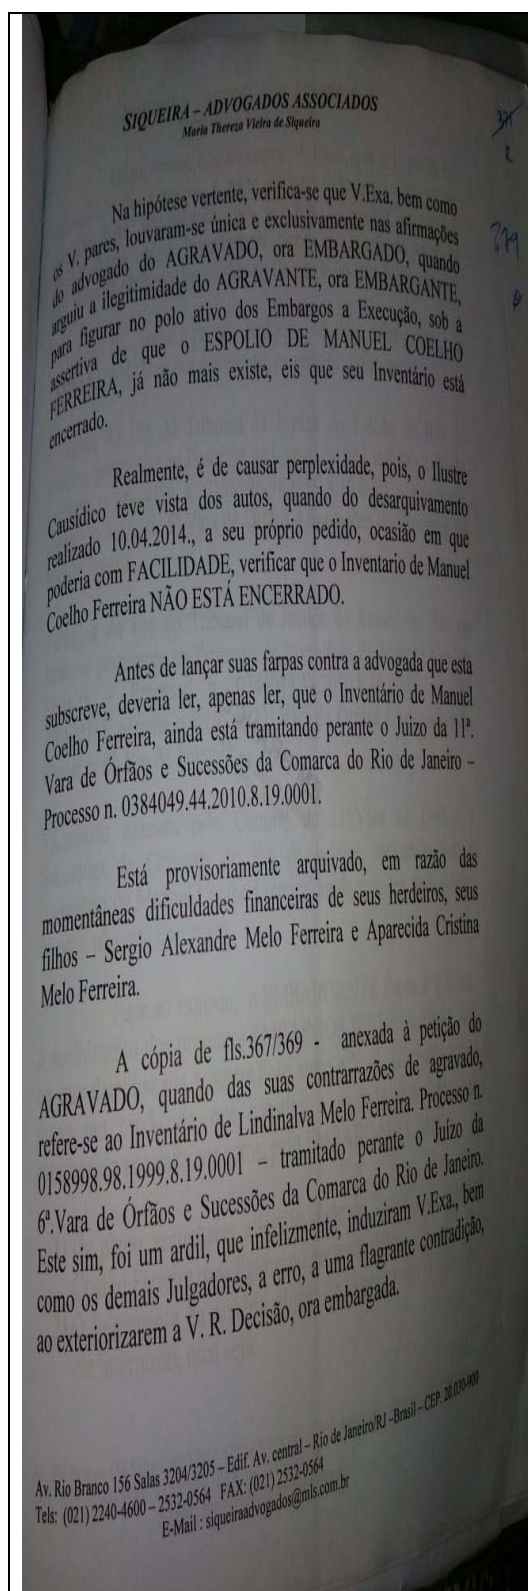 SIQUEIRA – ADVOGADOS ASSOCIADOS
Maria Thereza Vieira de Siqueira
379
Na hipótese vertente, verifica-se que V.Exa. bem como
os V. pares, louvaram-se única e exclusivamente nas afirmações
do advogado do AGRAVADO, ora EMBARGADO, quando
arguiu a ilegitimidade do AGRAVANTE, ora EMBARGANTE,
para figurar no polo ativo dos Embargos a Execução, sob a
assertiva de que o ESPOLIO DE MANUEL COELHO
FERREIRA, já não mais existe, eis que seu Inventário está
encerrado.
Realmente, é de causar perplexidade, pois, o Ilustre
Causídico teve vista dos autos, quando do desarquivamento
realizado 10.04.2014., a seu próprio pedido, ocasião em que
poderia com FACILIDADE, verificar que o Inventario de Manuel
Coelho Ferreira NÃO ESTÁ ENCERRADO.
Antes de lançar suas farpas contra a advogada que esta
subscreve, deveria ler, apenas ler, que o Inventário de Manuel
Coelho Ferreira, ainda está tramitando perante o Juizo da 11ª.
Vara de Órfãos e Sucessões da Comarca do Rio de Janeiro –
Processo n. 0384049.44.2010.8.19.0001.
Está provisoriamente arquivado, em razão das
momentâneas dificuldades financeiras de seus herdeiros, seus
filhos – Sergio Alexandre Melo Ferreira e Aparecida Cristina
Melo Ferreira.
A cópia de fls.367/369 - anexada à petição do
AGRAVADO, quando das suas contrarrazões de agravado,
refere-se ao Inventário de Lindinalva Melo Ferreira. Processo n.
0158998.98.1999.8.19.0001 – tramitado perante o Juízo da
6ª.Vara de Órfãos e Sucessões da Comarca do Rio de Janeiro.
Este sim, foi um ardil, que infelizmente, induziram V.Exa., bem
como os demais Julgadores, a erro, a uma flagrante contradição,
ao exteriorizarem a V. R. Decisão, ora embargada.
Av. Rio Branco 156 Salas 3204/3205 – Edif. Av. central – Rio de Janeiro/RJ –Brasil – CEP. 20.030-900
Tels: (021) 2240-4600 – 2532-0564 FAX: (021) 2532-0564
E-Mail : siqueiraadvogados@mls.com.br